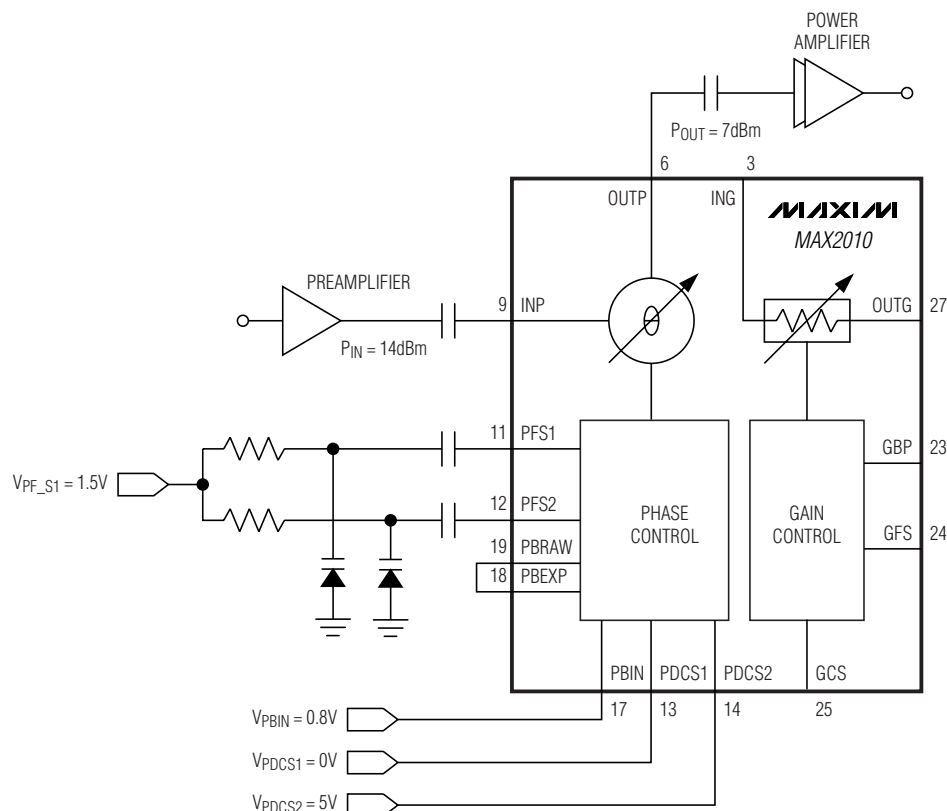 POWER
AMPLIFIER
POUT = 7dBm
6
3
OUTP
ING
MAXIM
MAX2010
PREAMPLIFIER
9
INP
OUTG
27
PIN = 14dBm
11
PFS1
GBP
23
VPF_S1 = 1.5V
12
PFS2
PHASE
CONTROL
GAIN
CONTROL
GFS
24
19
PBRAW
18
PBEXP
PBIN
PDCS1
PDCS2
GCS
17
13
14
25
VPBIN = 0.8V
VPDCS1 = 0V
VPDCS2 = 5V